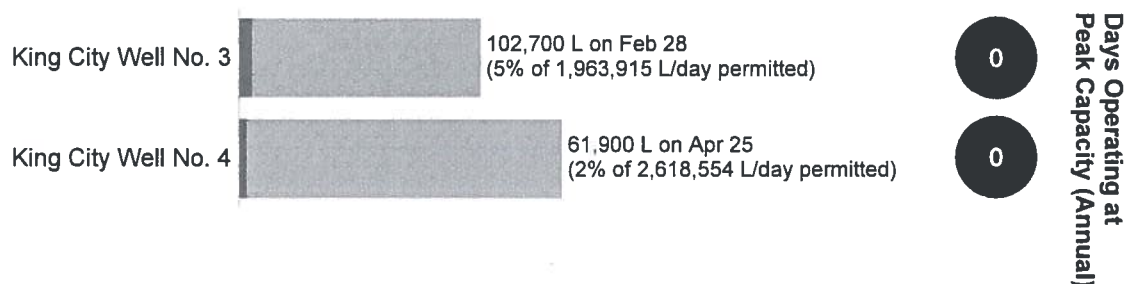 King City Well No. 3
102,700 L on Feb 28
(5% of 1,963,915 L/day permitted)
0
King City Well No. 4
61,900 L on Apr 25
(2% of 2,618,554 L/day permitted)
0
Days Operating at
Peak Capacity (Annual)